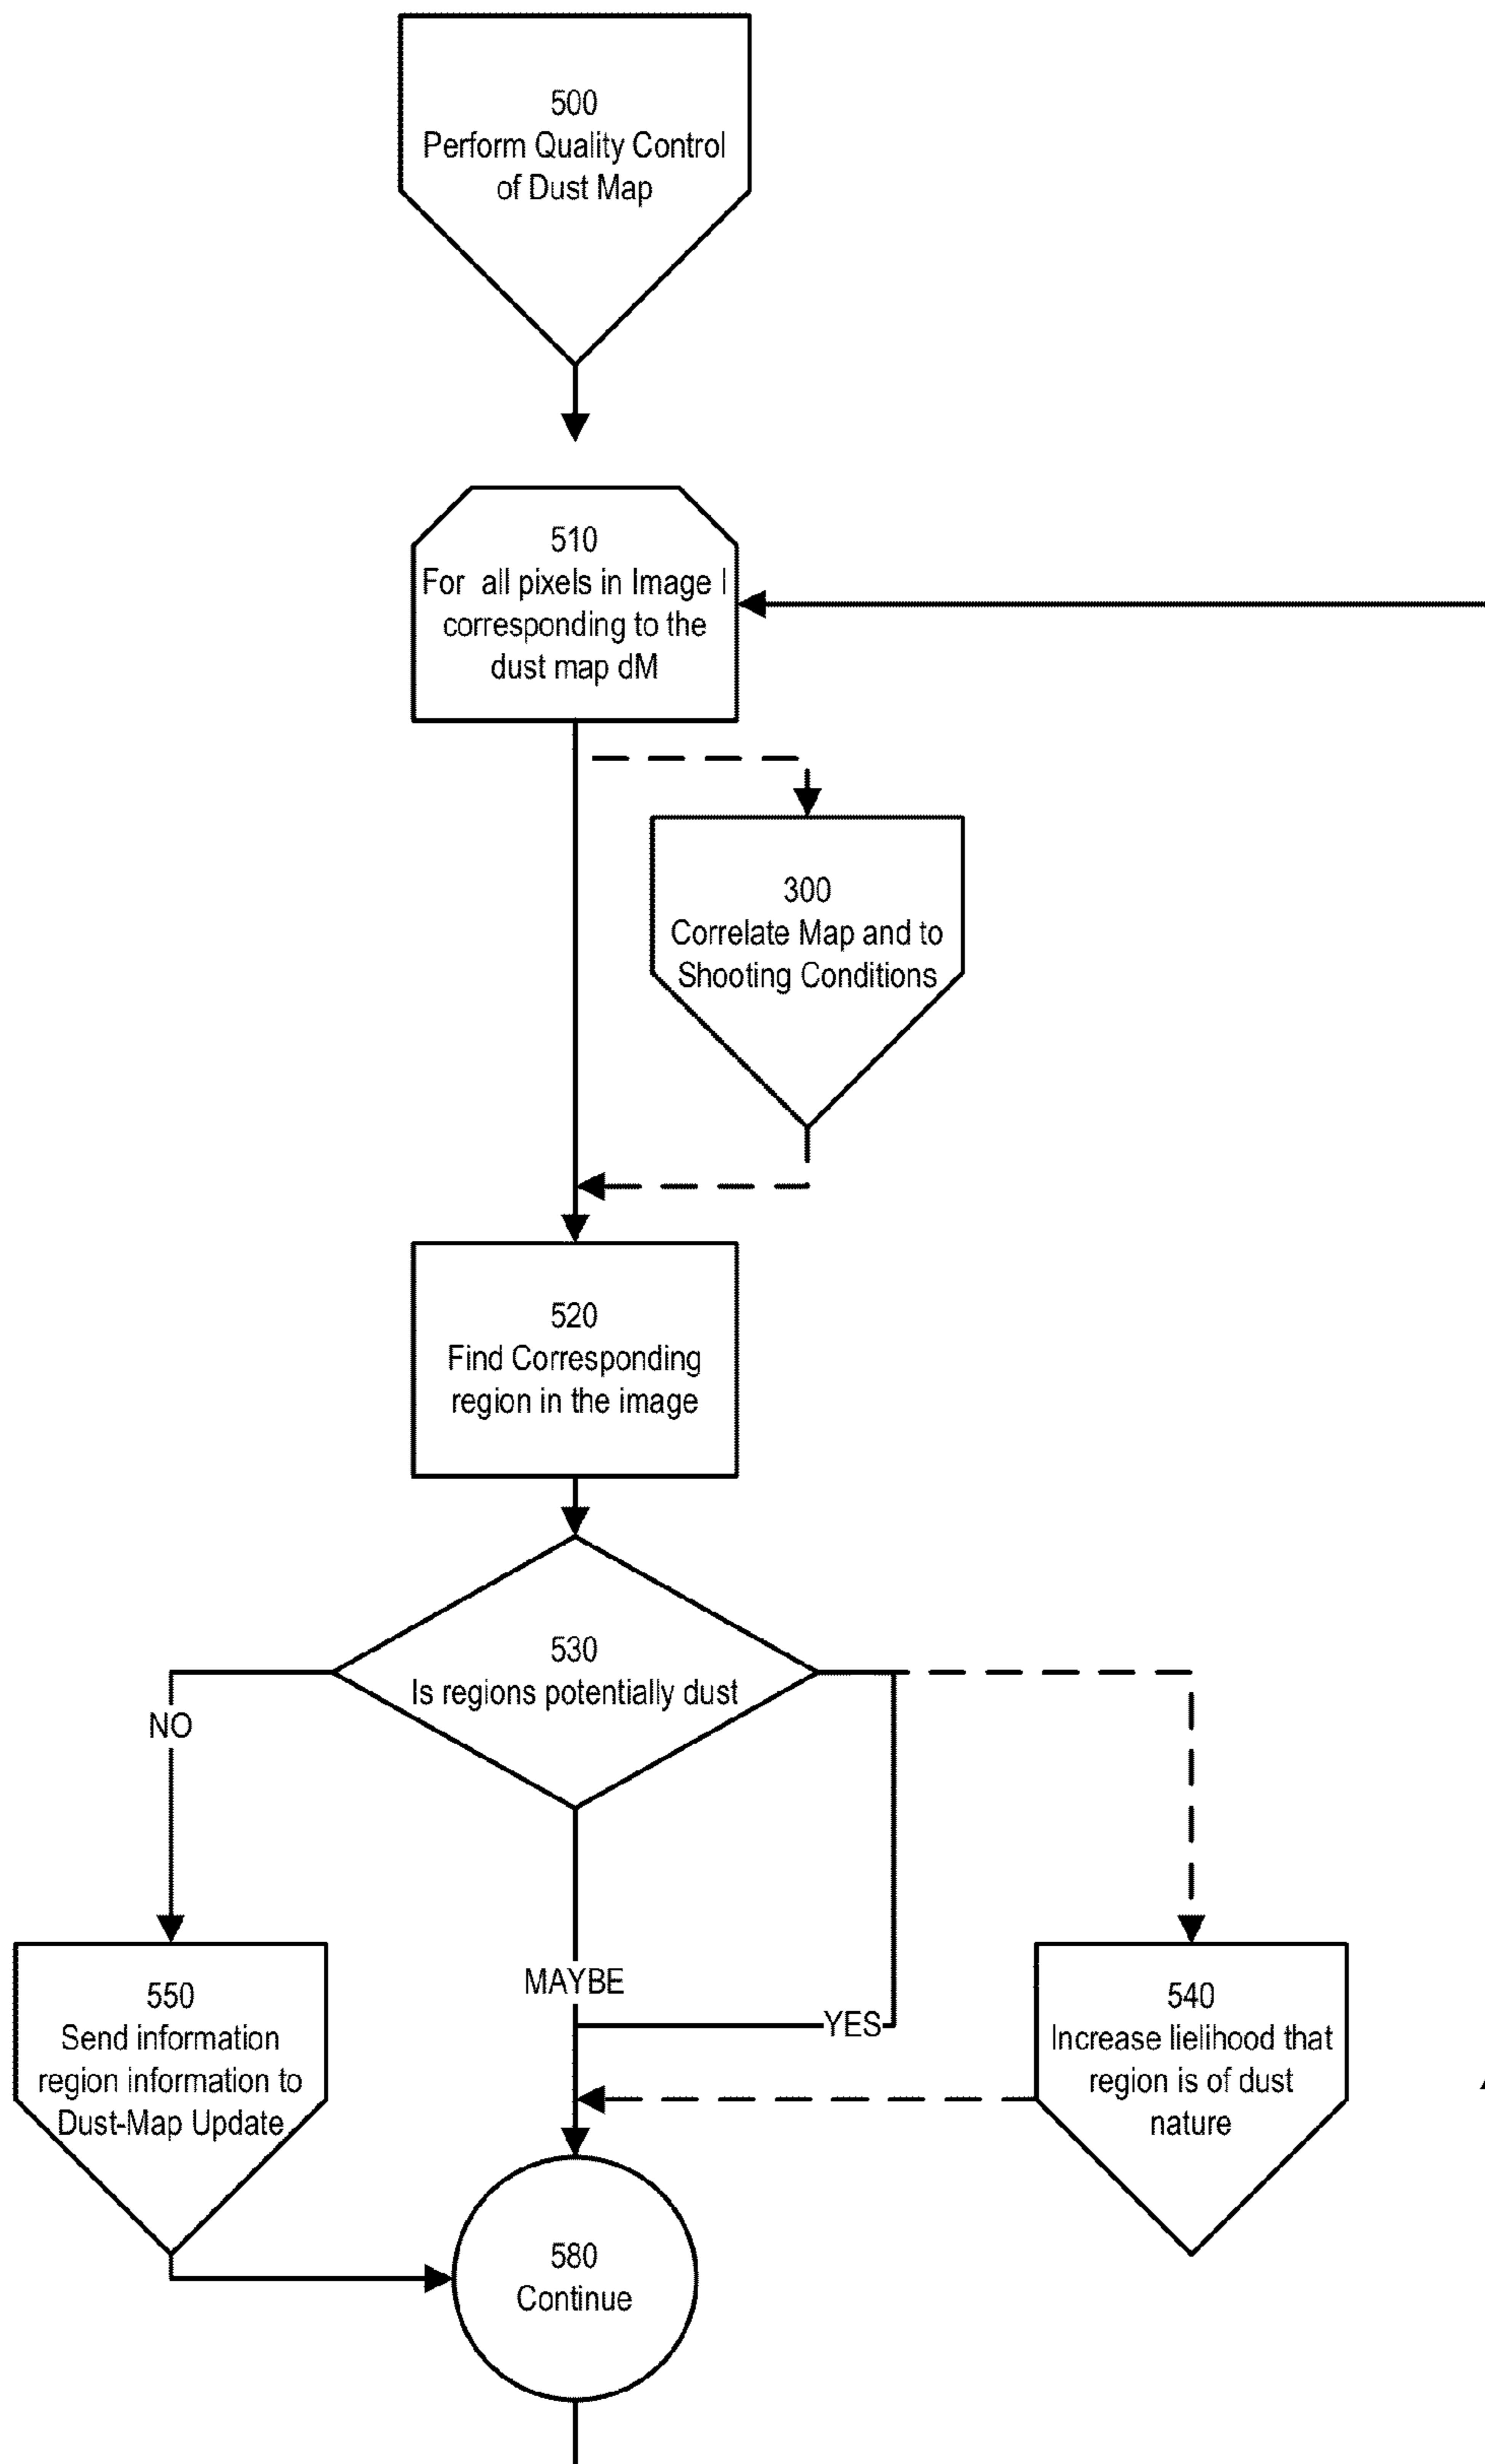 500
Perform Quality Control
of Dust Map
510
For all pixels in Image I
corresponding to the
dust map dM
300
Correlate Map and to
Shooting Conditions
520
Find Corresponding
region in the image
530
Is regions potentially dust
NO
MAYBE
YES
550
Send information
region information to
Dust-Map Update
540
Increase lielihood that
region is of dust
nature
580
Continue